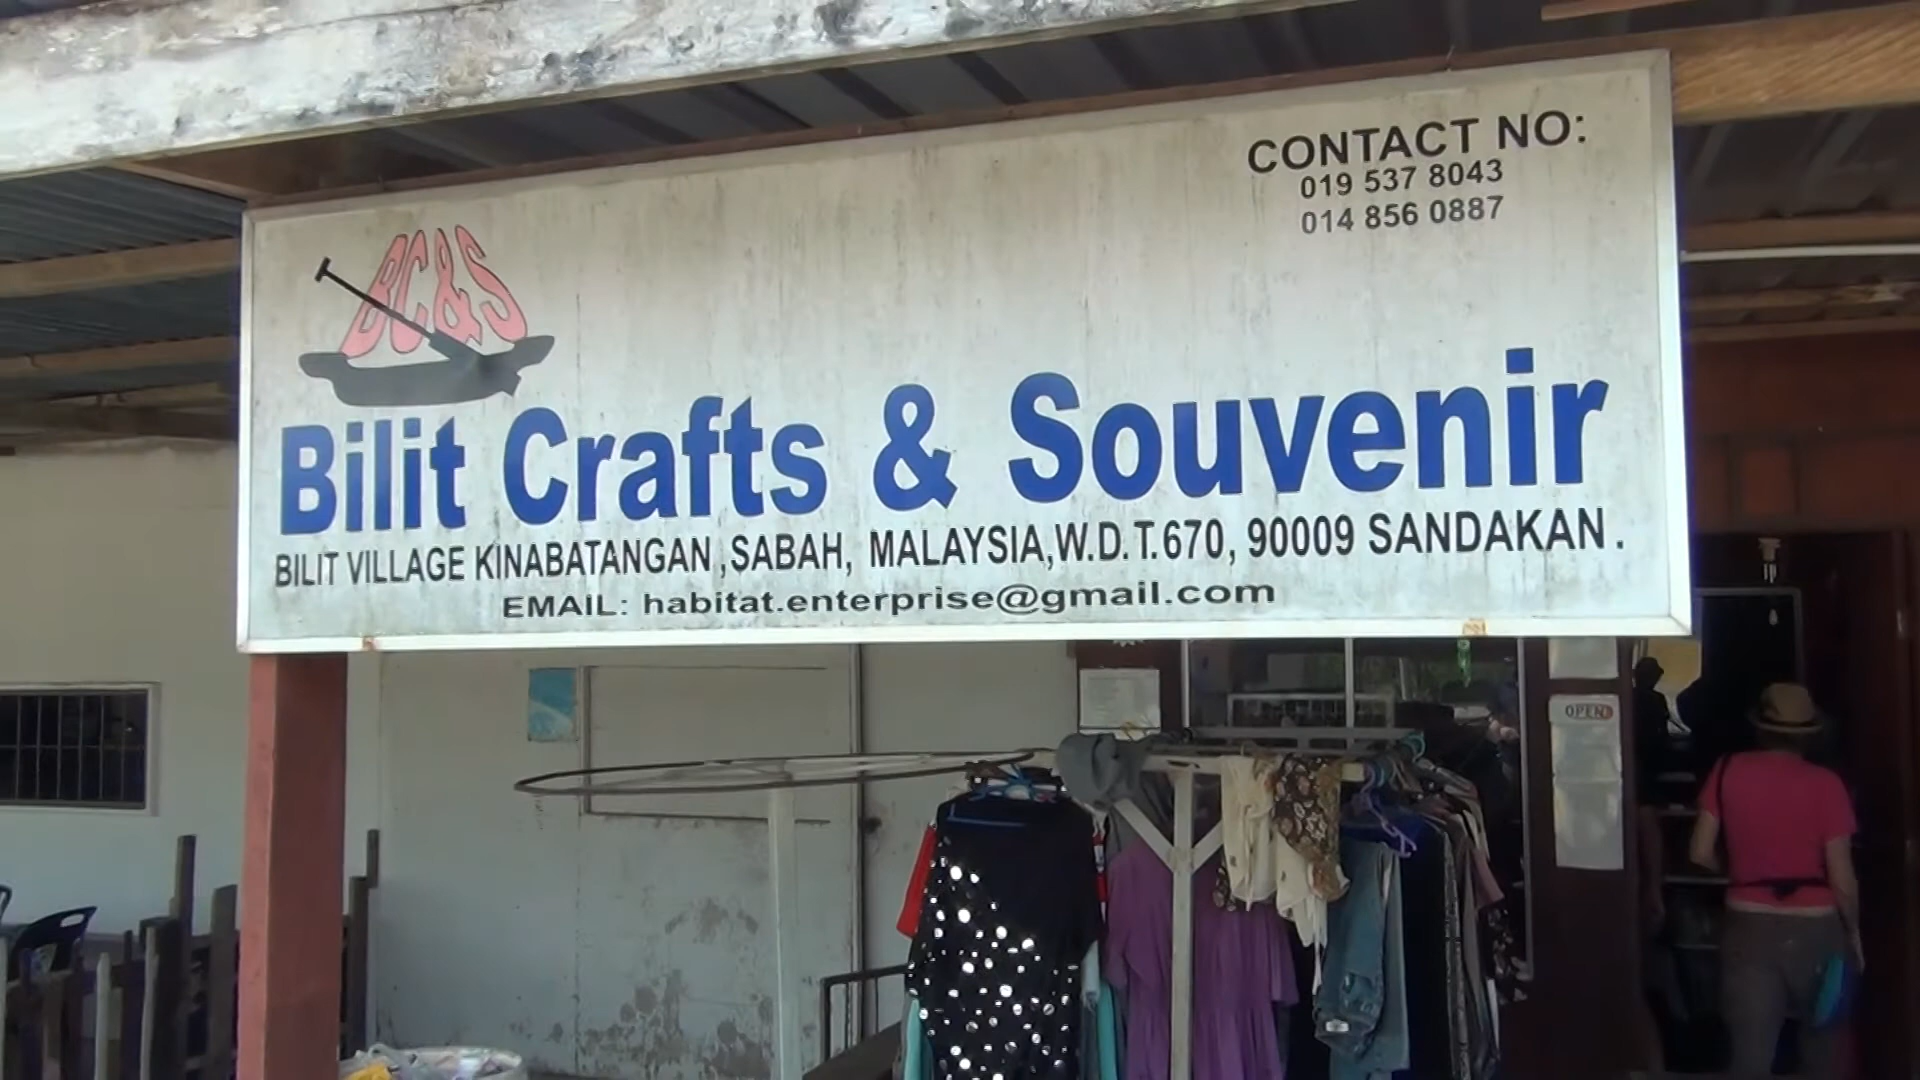 CONTACT NO:
019 537 8043
014 856 0887
BC&S
Bilit Crafts & Souvenir
BILIT VILLAGE KINABATANGAN ,SABAH, MALAYSIA,W.D.T.670, 90009 SANDAKAN .
EMAIL: habitat.enterprise@gmail.com
OPEN